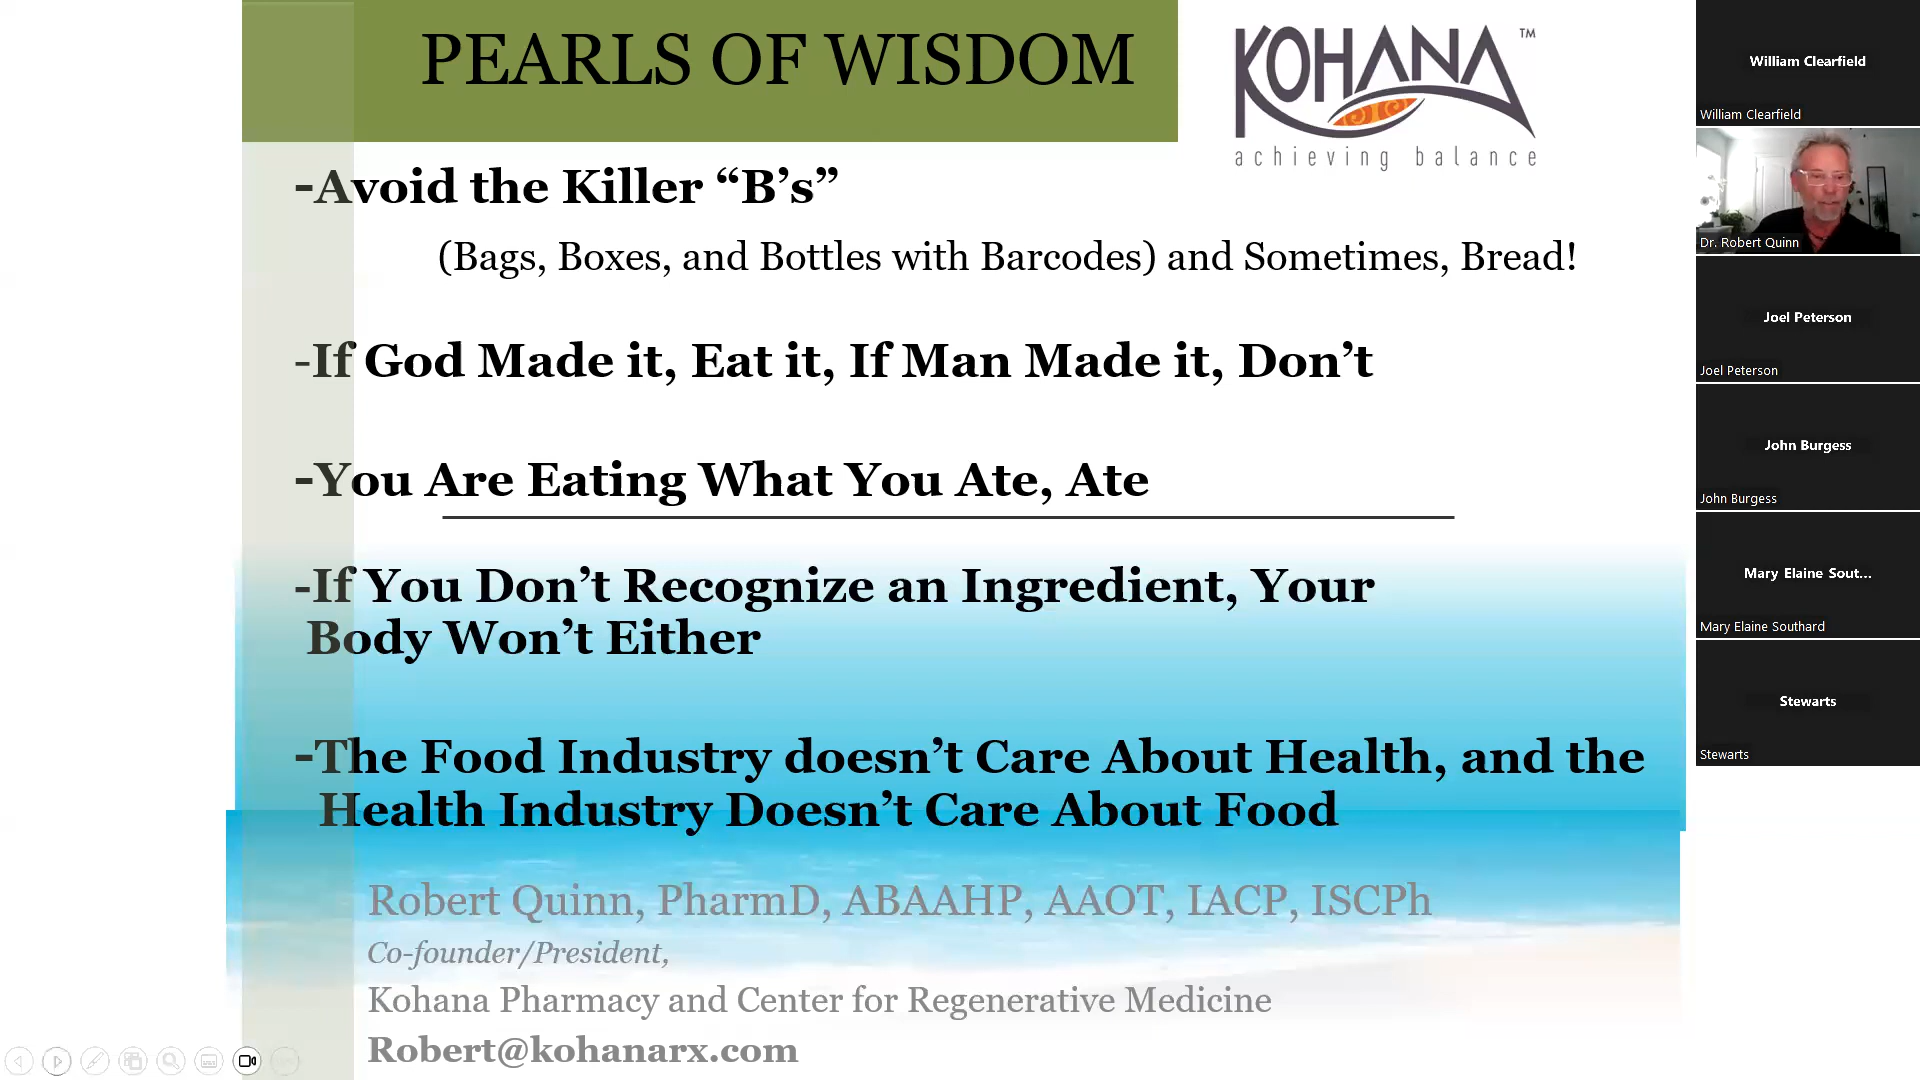 PEARLS OF WISDOM
KOHANA™
achieving balance
-Avoid the Killer “B’s”
(Bags, Boxes, and Bottles with Barcodes) and Sometimes, Bread!
-If God Made it, Eat it, If Man Made it, Don’t
-You Are Eating What You Ate, Ate
-If You Don’t Recognize an Ingredient, Your
Body Won’t Either
-The Food Industry doesn’t Care About Health, and the
Health Industry Doesn’t Care About Food
Robert Quinn, PharmD, ABAAHP, AAOT, IACP, ISCPh
Co-founder/President,
Kohana Pharmacy and Center for Regenerative Medicine
Robert@kohanarx.com
William Clearfield
William Clearfield
Dr. Robert Quinn
Joel Peterson
Joel Peterson
John Burgess
John Burgess
Mary Elaine Sout...
Mary Elaine Southard
Stewarts
Stewarts